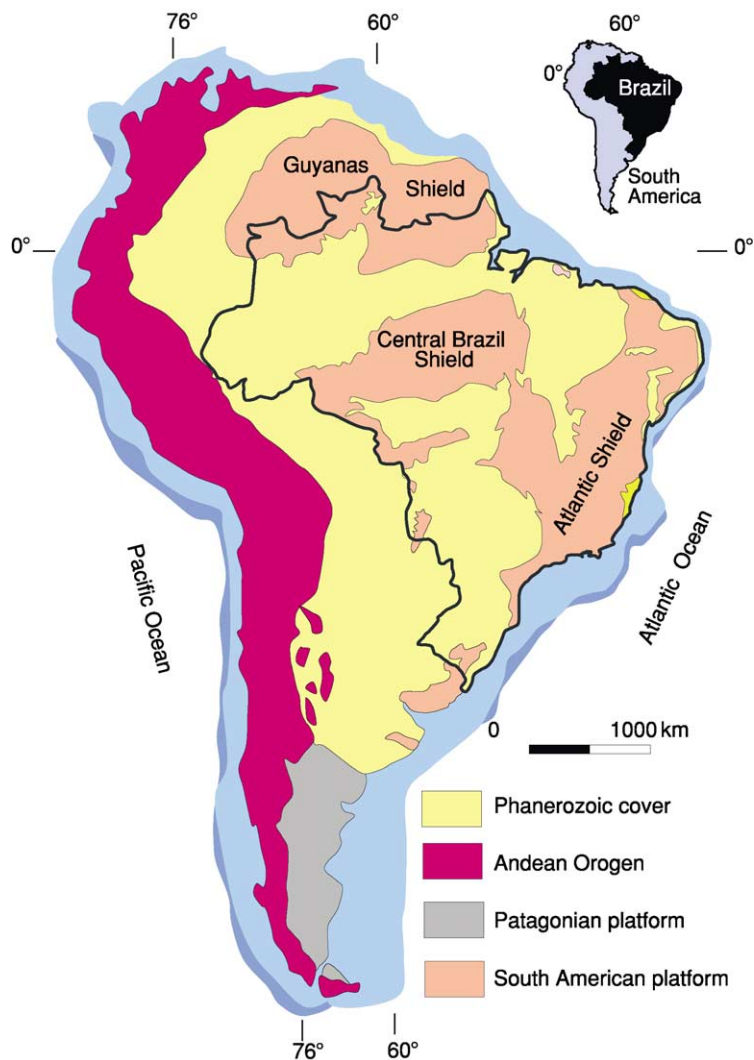 76°
60°
60°
0°
Brazil
South
America
Guyanas
Shield
0°
0°
Central Brazil
Shield
Atlantic Shield
Pacific Ocean
Atlantic Ocean
0 1000 km
Phanerozoic cover
Andean Orogen
Patagonian platform
South American platform
76°
60°